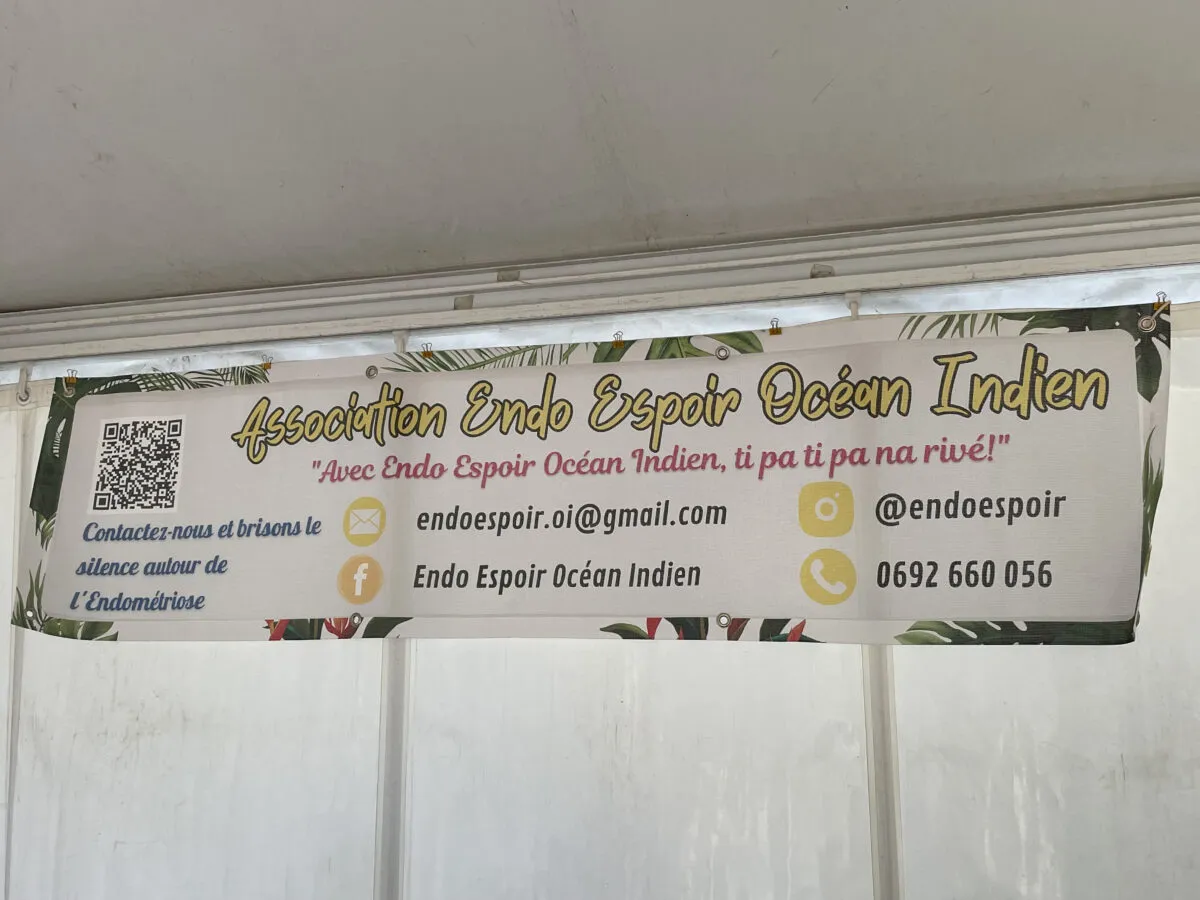 Association Endo Espoir Océan Indien
"Avec Endo Espoir Océan Indien, ti pa ti pa na rivé!"
Contactez-nous et brisons le
silence autour de
l'Endométriose
endoespoir.oi@gmail.com
Endo Espoir Océan Indien
@endoespoir
0692 660 056